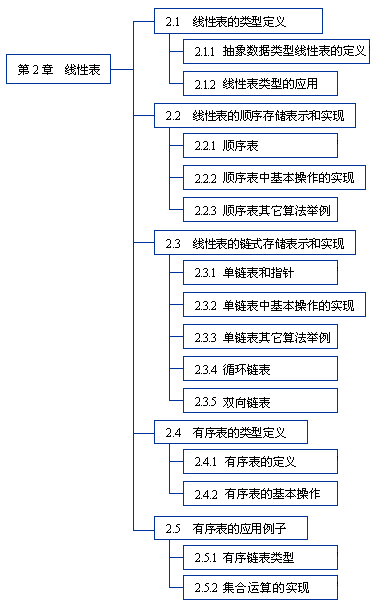 第 2 章 线性表
2.1 线性表的类型定义
2.1.1 抽象数据类型线性表的定义
2.1.2 线性表类型的应用
2.2 线性表的顺序存储表示和实现
2.2.1 顺序表
2.2.2 顺序表中基本操作的实现
2.2.3 顺序表其它算法举例
2.3 线性表的链式存储表示和实现
2.3.1 单链表和指针
2.3.2 单链表中基本操作的实现
2.3.3 单链表其它算法举例
2.3.4 循环链表
2.3.5 双向链表
2.4 有序表的类型定义
2.4.1 有序表的定义
2.4.2 有序表的基本操作
2.5 有序表的应用例子
2.5.1 有序链表类型
2.5.2 集合运算的实现